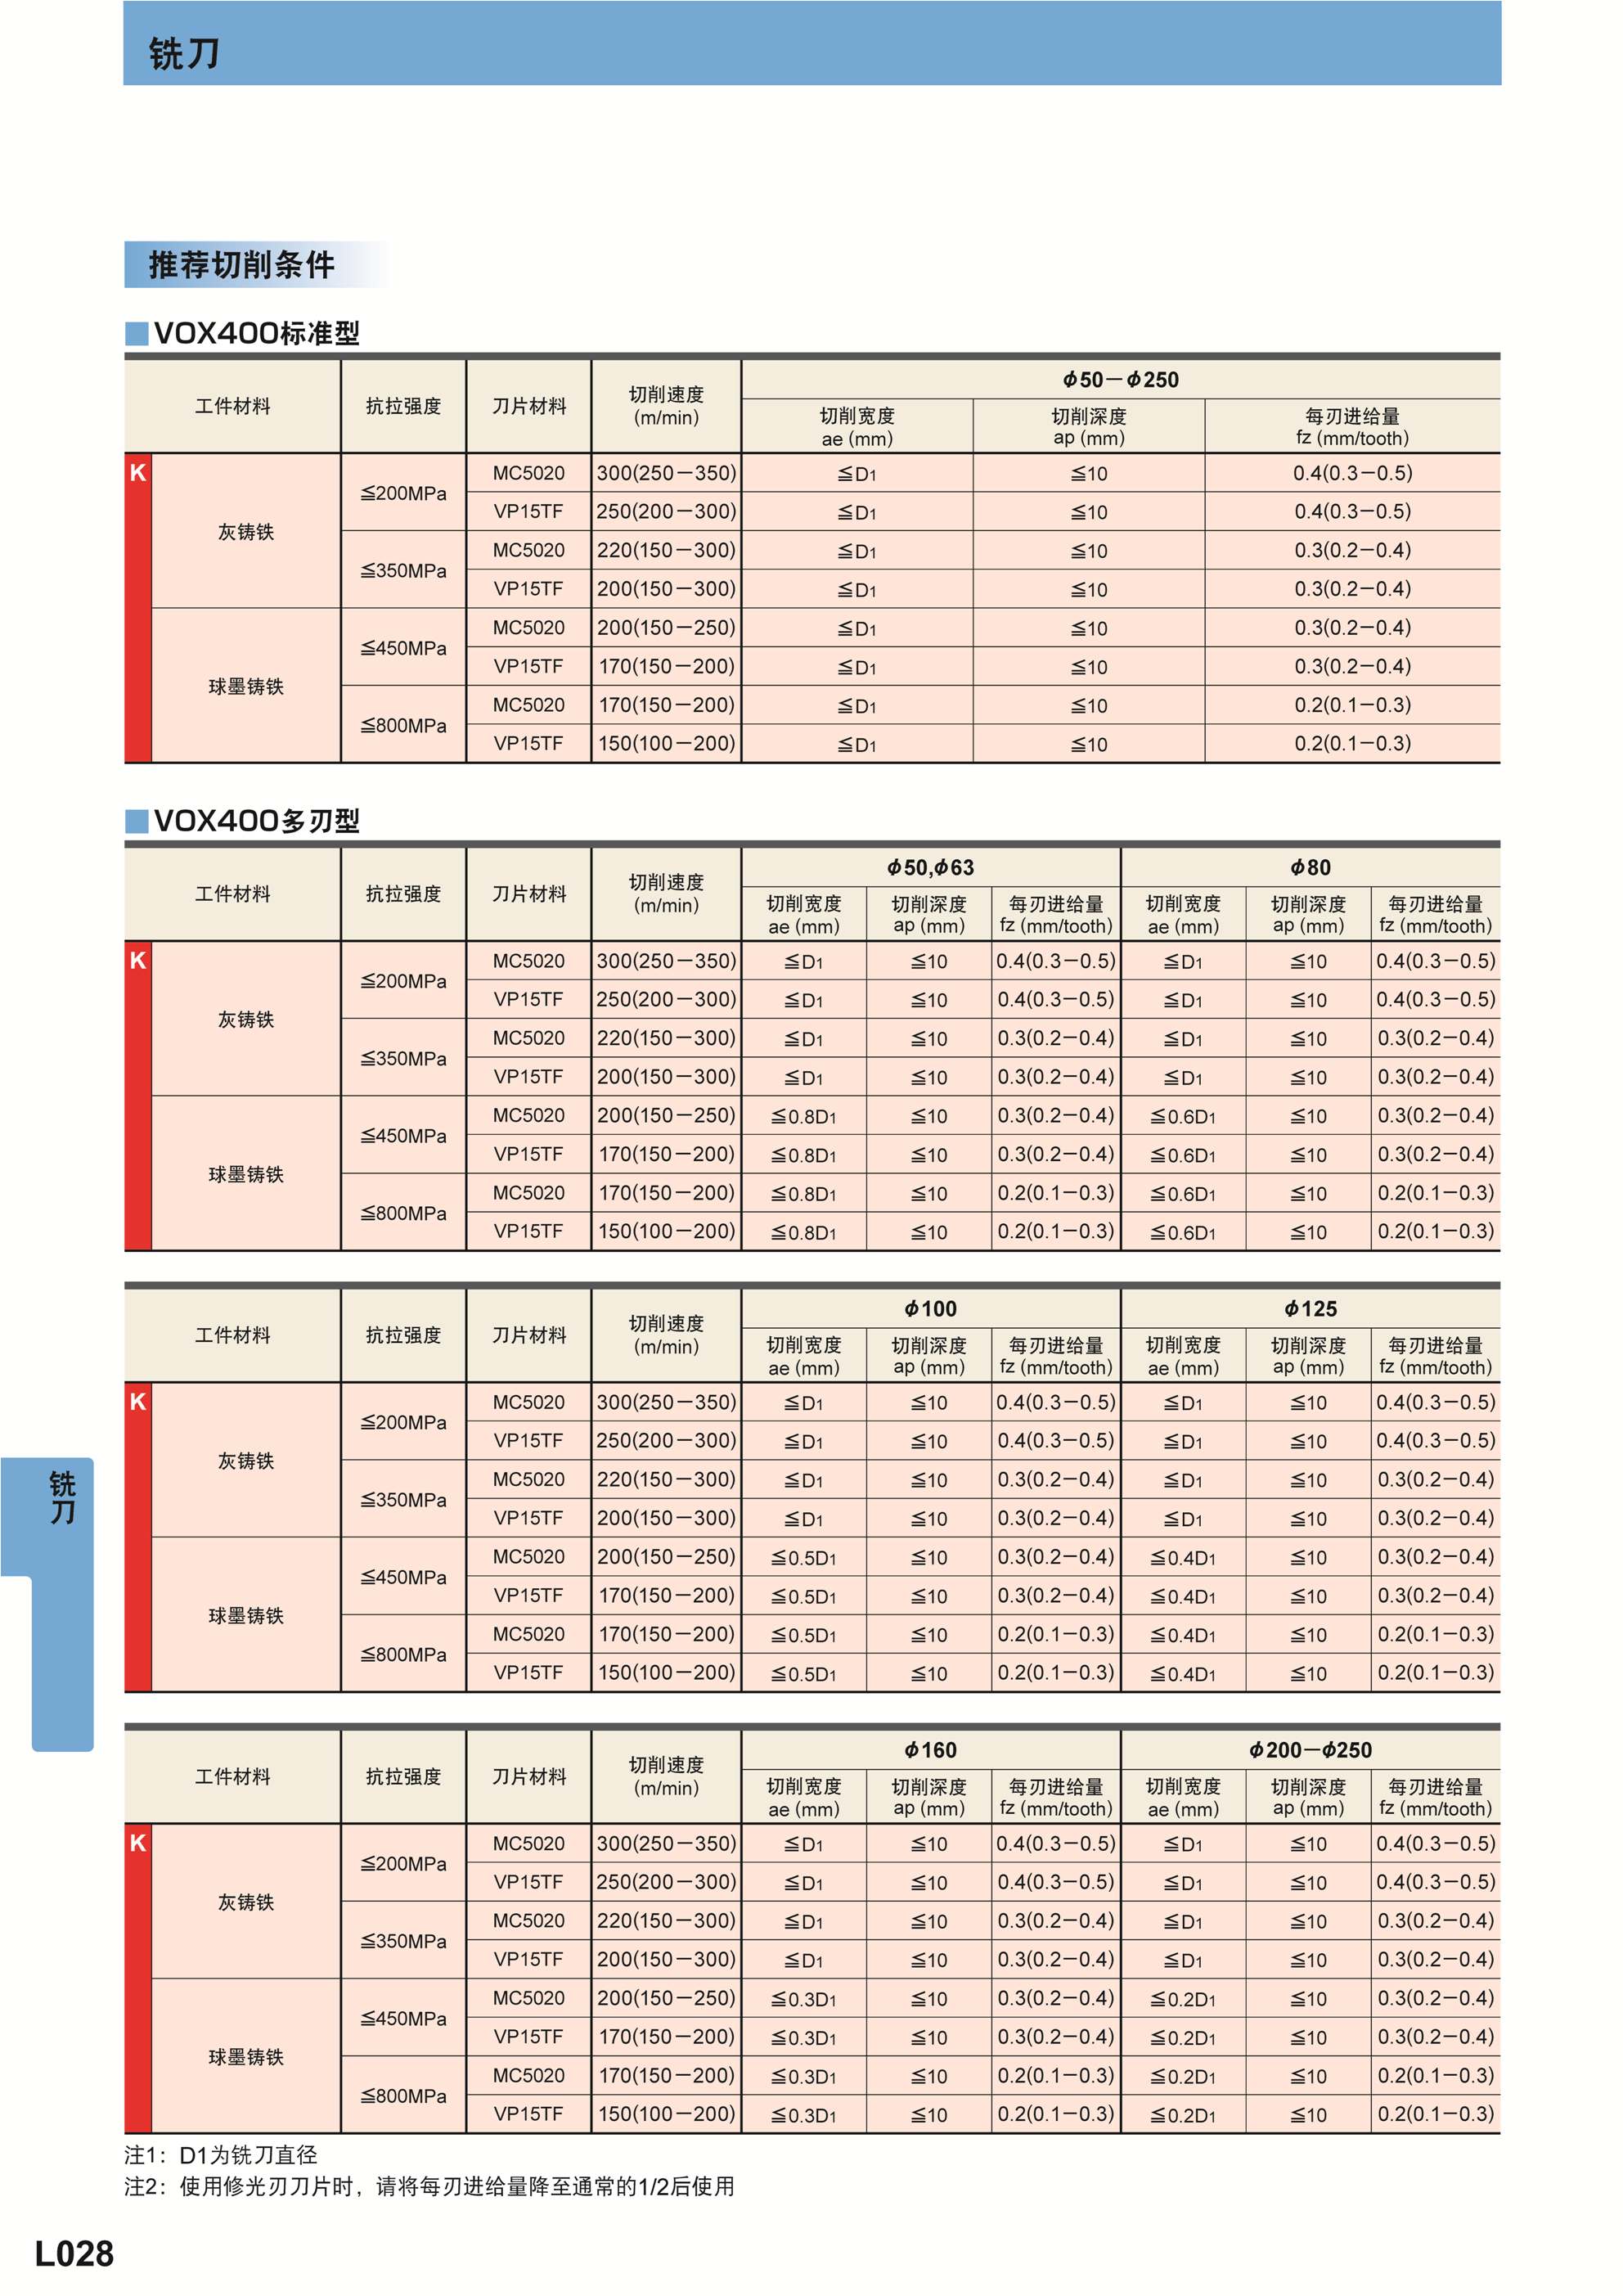 铣刀
推荐切削条件
VOX400标准型
工件材料 抗拉强度 刀片材料 切削速度 (m/min) φ50－φ250
切削宽度 ae (mm) 切削深度 ap (mm) 每刃进给量 fz (mm/tooth)
K 灰铸铁 ≦200MPa MC5020 300(250－350) ≦D1 ≦10 0.4(0.3－0.5)
VP15TF 250(200－300) ≦D1 ≦10 0.4(0.3－0.5)
≦350MPa MC5020 220(150－300) ≦D1 ≦10 0.3(0.2－0.4)
VP15TF 200(150－300) ≦D1 ≦10 0.3(0.2－0.4)
球墨铸铁 ≦450MPa MC5020 200(150－250) ≦D1 ≦10 0.3(0.2－0.4)
VP15TF 170(150－200) ≦D1 ≦10 0.3(0.2－0.4)
≦800MPa MC5020 170(150－200) ≦D1 ≦10 0.2(0.1－0.3)
VP15TF 150(100－200) ≦D1 ≦10 0.2(0.1－0.3)
VOX400多刃型
工件材料 抗拉强度 刀片材料 切削速度 (m/min) φ50,φ63 φ80
切削宽度 ae (mm) 切削深度 ap (mm) 每刃进给量 fz (mm/tooth) 切削宽度 ae (mm) 切削深度 ap (mm) 每刃进给量 fz (mm/tooth)
K 灰铸铁 ≦200MPa MC5020 300(250－350) ≦D1 ≦10 0.4(0.3－0.5) ≦D1 ≦10 0.4(0.3－0.5)
VP15TF 250(200－300) ≦D1 ≦10 0.4(0.3－0.5) ≦D1 ≦10 0.4(0.3－0.5)
≦350MPa MC5020 220(150－300) ≦D1 ≦10 0.3(0.2－0.4) ≦D1 ≦10 0.3(0.2－0.4)
VP15TF 200(150－300) ≦D1 ≦10 0.3(0.2－0.4) ≦D1 ≦10 0.3(0.2－0.4)
球墨铸铁 ≦450MPa MC5020 200(150－250) ≦0.8D1 ≦10 0.3(0.2－0.4) ≦0.6D1 ≦10 0.3(0.2－0.4)
VP15TF 170(150－200) ≦0.8D1 ≦10 0.3(0.2－0.4) ≦0.6D1 ≦10 0.3(0.2－0.4)
≦800MPa MC5020 170(150－200) ≦0.8D1 ≦10 0.2(0.1－0.3) ≦0.6D1 ≦10 0.2(0.1－0.3)
VP15TF 150(100－200) ≦0.8D1 ≦10 0.2(0.1－0.3) ≦0.6D1 ≦10 0.2(0.1－0.3)
工件材料 抗拉强度 刀片材料 切削速度 (m/min) φ100 φ125
切削宽度 ae (mm) 切削深度 ap (mm) 每刃进给量 fz (mm/tooth) 切削宽度 ae (mm) 切削深度 ap (mm) 每刃进给量 fz (mm/tooth)
K 灰铸铁 ≦200MPa MC5020 300(250－350) ≦D1 ≦10 0.4(0.3－0.5) ≦D1 ≦10 0.4(0.3－0.5)
VP15TF 250(200－300) ≦D1 ≦10 0.4(0.3－0.5) ≦D1 ≦10 0.4(0.3－0.5)
≦350MPa MC5020 220(150－300) ≦D1 ≦10 0.3(0.2－0.4) ≦D1 ≦10 0.3(0.2－0.4)
VP15TF 200(150－300) ≦D1 ≦10 0.3(0.2－0.4) ≦D1 ≦10 0.3(0.2－0.4)
球墨铸铁 ≦450MPa MC5020 200(150－250) ≦0.5D1 ≦10 0.3(0.2－0.4) ≦0.4D1 ≦10 0.3(0.2－0.4)
VP15TF 170(150－200) ≦0.5D1 ≦10 0.3(0.2－0.4) ≦0.4D1 ≦10 0.3(0.2－0.4)
≦800MPa MC5020 170(150－200) ≦0.5D1 ≦10 0.2(0.1－0.3) ≦0.4D1 ≦10 0.2(0.1－0.3)
VP15TF 150(100－200) ≦0.5D1 ≦10 0.2(0.1－0.3) ≦0.4D1 ≦10 0.2(0.1－0.3)
铣刀
工件材料 抗拉强度 刀片材料 切削速度 (m/min) φ160 φ200－φ250
切削宽度 ae (mm) 切削深度 ap (mm) 每刃进给量 fz (mm/tooth) 切削宽度 ae (mm) 切削深度 ap (mm) 每刃进给量 fz (mm/tooth)
K 灰铸铁 ≦200MPa MC5020 300(250－350) ≦D1 ≦10 0.4(0.3－0.5) ≦D1 ≦10 0.4(0.3－0.5)
VP15TF 250(200－300) ≦D1 ≦10 0.4(0.3－0.5) ≦D1 ≦10 0.4(0.3－0.5)
≦350MPa MC5020 220(150－300) ≦D1 ≦10 0.3(0.2－0.4) ≦D1 ≦10 0.3(0.2－0.4)
VP15TF 200(150－300) ≦D1 ≦10 0.3(0.2－0.4) ≦D1 ≦10 0.3(0.2－0.4)
球墨铸铁 ≦450MPa MC5020 200(150－250) ≦0.3D1 ≦10 0.3(0.2－0.4) ≦0.2D1 ≦10 0.3(0.2－0.4)
VP15TF 170(150－200) ≦0.3D1 ≦10 0.3(0.2－0.4) ≦0.2D1 ≦10 0.3(0.2－0.4)
≦800MPa MC5020 170(150－200) ≦0.3D1 ≦10 0.2(0.1－0.3) ≦0.2D1 ≦10 0.2(0.1－0.3)
VP15TF 150(100－200) ≦0.3D1 ≦10 0.2(0.1－0.3) ≦0.2D1 ≦10 0.2(0.1－0.3)
注1：D1为铣刀直径
注2：使用修光刃刀片时，请将每刃进给量降至通常的1/2后使用
L028